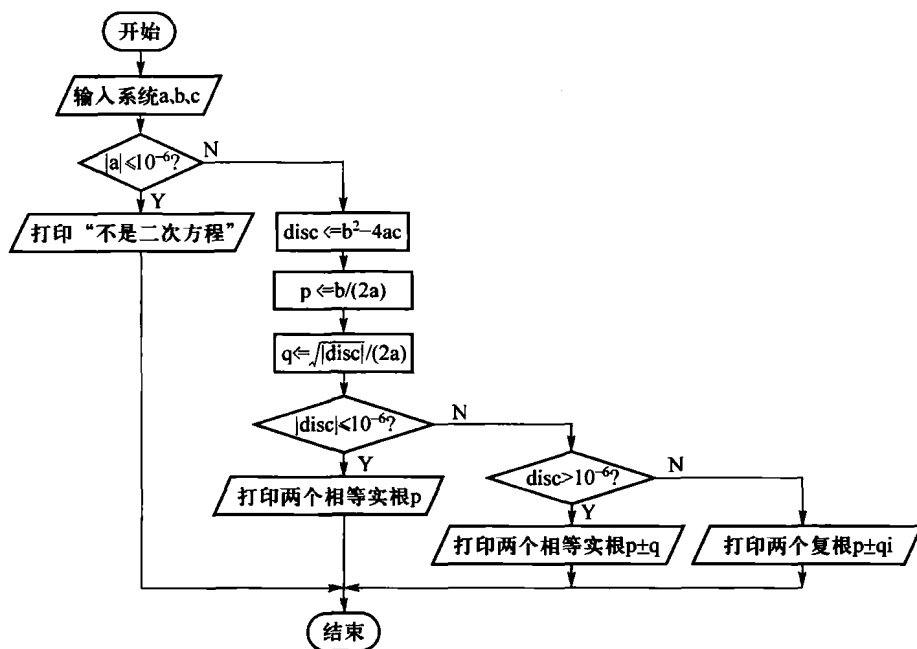 开始
输入系统a、b、c
|a|≤10⁻⁶?
N
Y
打印“不是二次方程”
disc⇐b²−4ac
p⇐b/(2a)
q⇐√|disc|/(2a)
|disc|≤10⁻⁶?
N
Y
打印两个相等实根p
disc>10⁻⁶?
N
Y
打印两个相等实根p±q
打印两个复根p±qi
结束